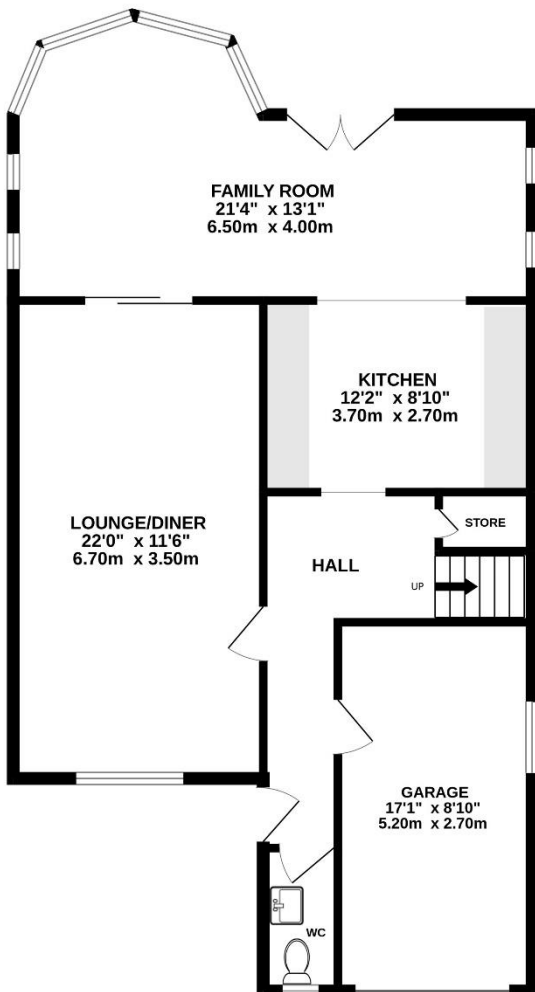 FAMILY ROOM
21'4" x 13'1"
6.50m x 4.00m
KITCHEN
12'2" x 8'10"
3.70m x 2.70m
LOUNGE/DINER
22'0" x 11'6"
6.70m x 3.50m
STORE
HALL
UP
GARAGE
17'1" x 8'10"
5.20m x 2.70m
WC